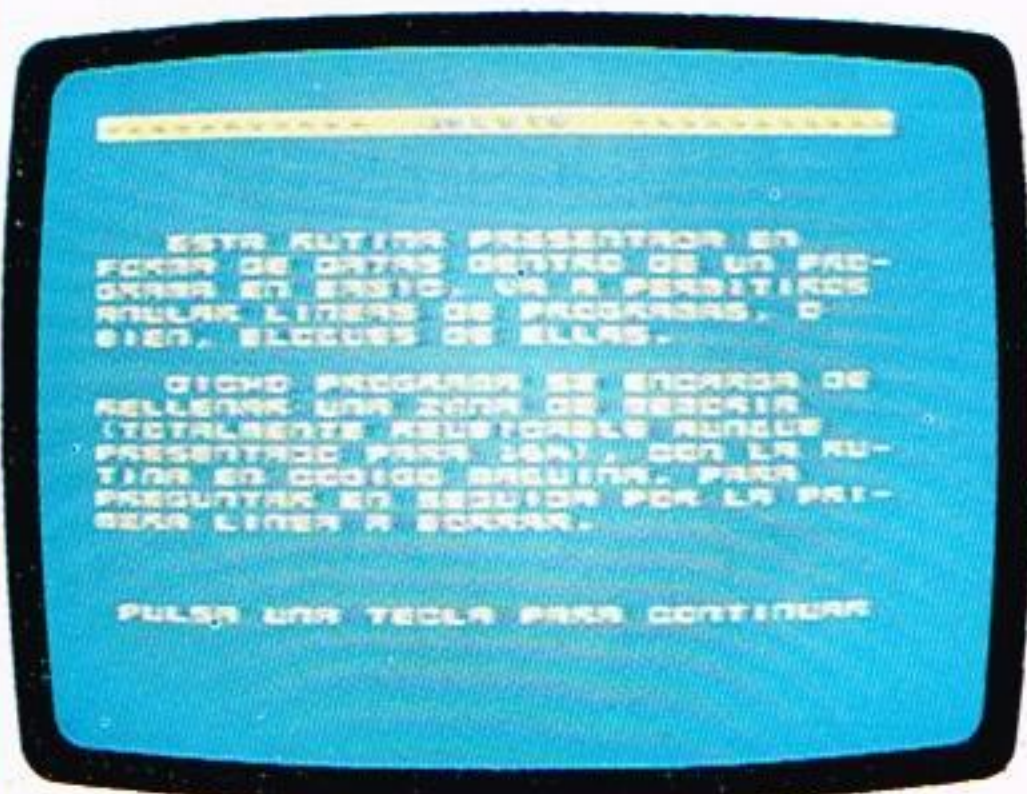 DELETE
ESTA RUTINA PRESENTADA EN
FORMA DE DATAS DENTRO DE UN PRO-
GRAMA EN BASIC, VA A PERMITIROS
ANULAR LINEAS DE PROGRAMAS, O
BIEN, BLOQUES DE ELLAS.
DICHO PROGRAMA SE ENCARGA DE
RELLENAR UNA ZONA DE MEMORIA
(TOTALMENTE REUBICABLE AUNQUE
PRESENTADO PARA 16K), CON LA RU-
TINA EN CODIGO MAQUINA, PARA
PREGUNTAR EN SEGUIDA POR LA PRI-
MERA LINEA A BORRAR.
PULSA UNA TECLA PARA CONTINUAR